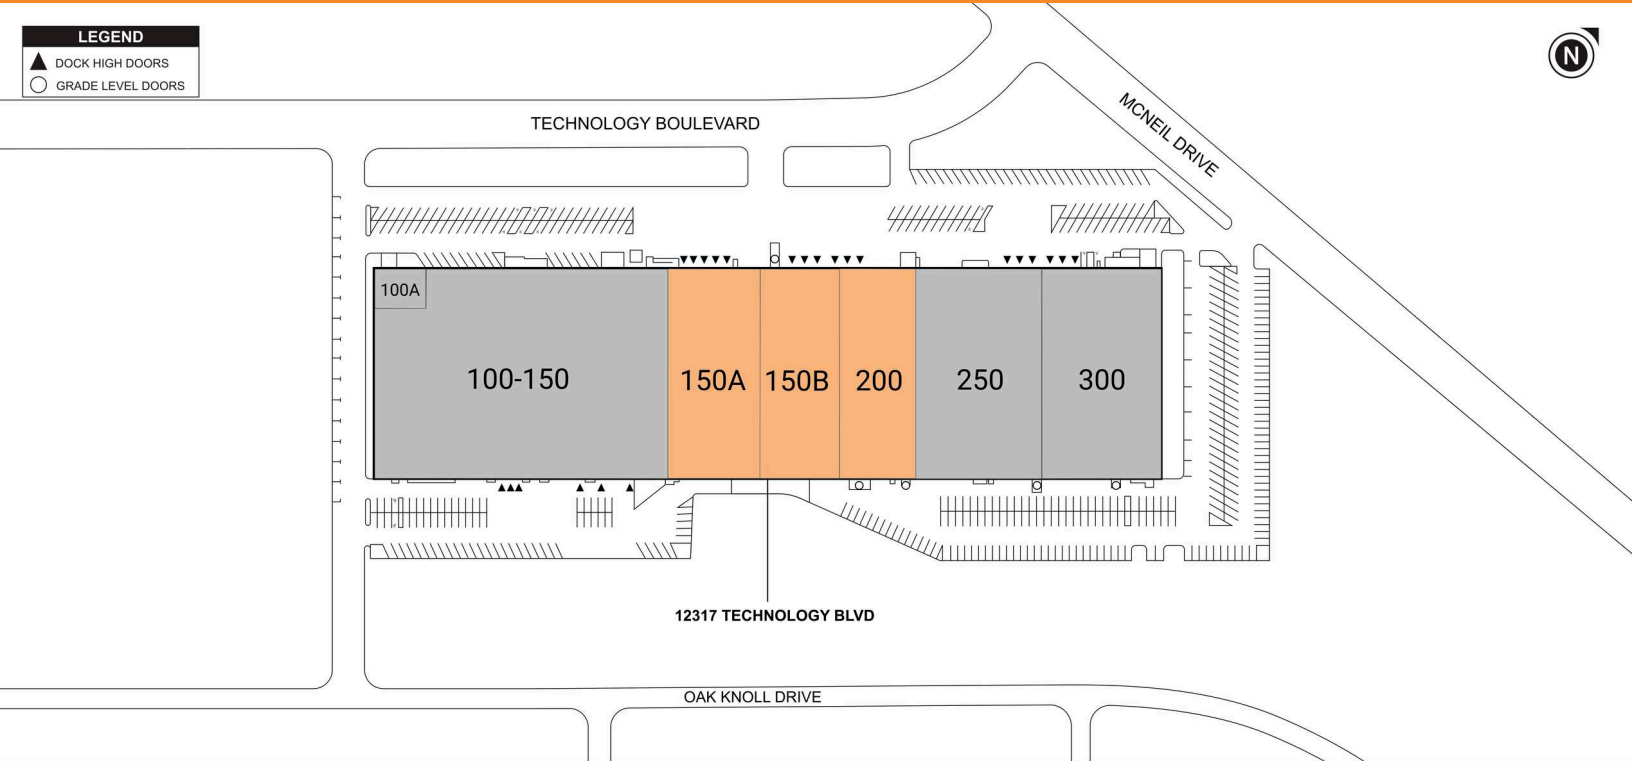 LEGEND
DOCK HIGH DOORS
GRADE LEVEL DOORS
N
TECHNOLOGY BOULEVARD
MCNEIL DRIVE
100A
100-150
150A
150B
200
250
300
12317 TECHNOLOGY BLVD
OAK KNOLL DRIVE